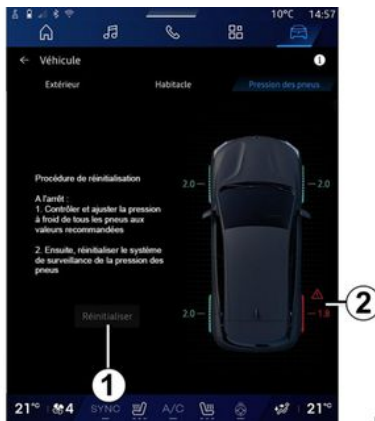 10°C 14:57
← Véhicule
Extérieur Habitacle Pression des pneus
Procédure de réinitialisation
A l'arrêt :
1. Contrôler et ajuster la pression
à froid de tous les pneus aux
valeurs recommandées
2. Ensuite, réinitialiser le système
de surveillance de la pression des
pneus
2.0 2.0
2.0 1.8
2
Réinitialiser
1
21°C 4 SYNC A/C 21°C